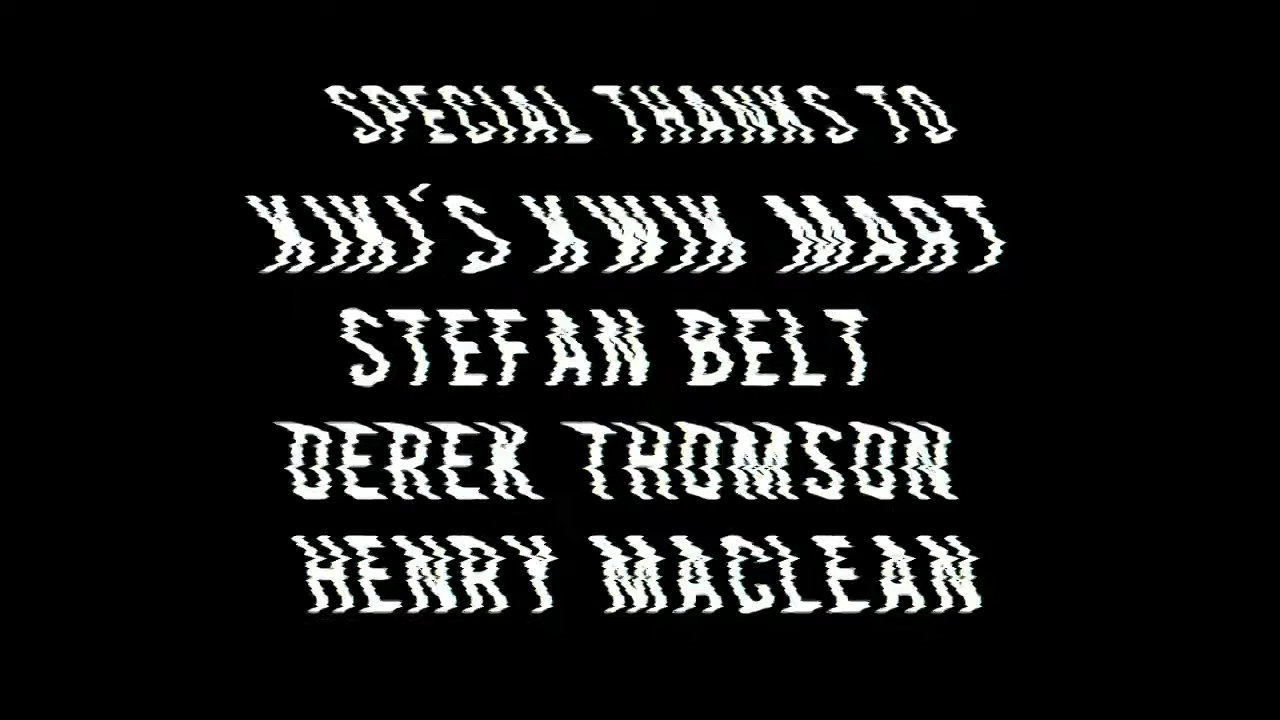 SPECIAL THANKS TO
KIKI'S KWIK MART
STEFAN BELT
DEREK THOMSON
HENRY MACLEAN